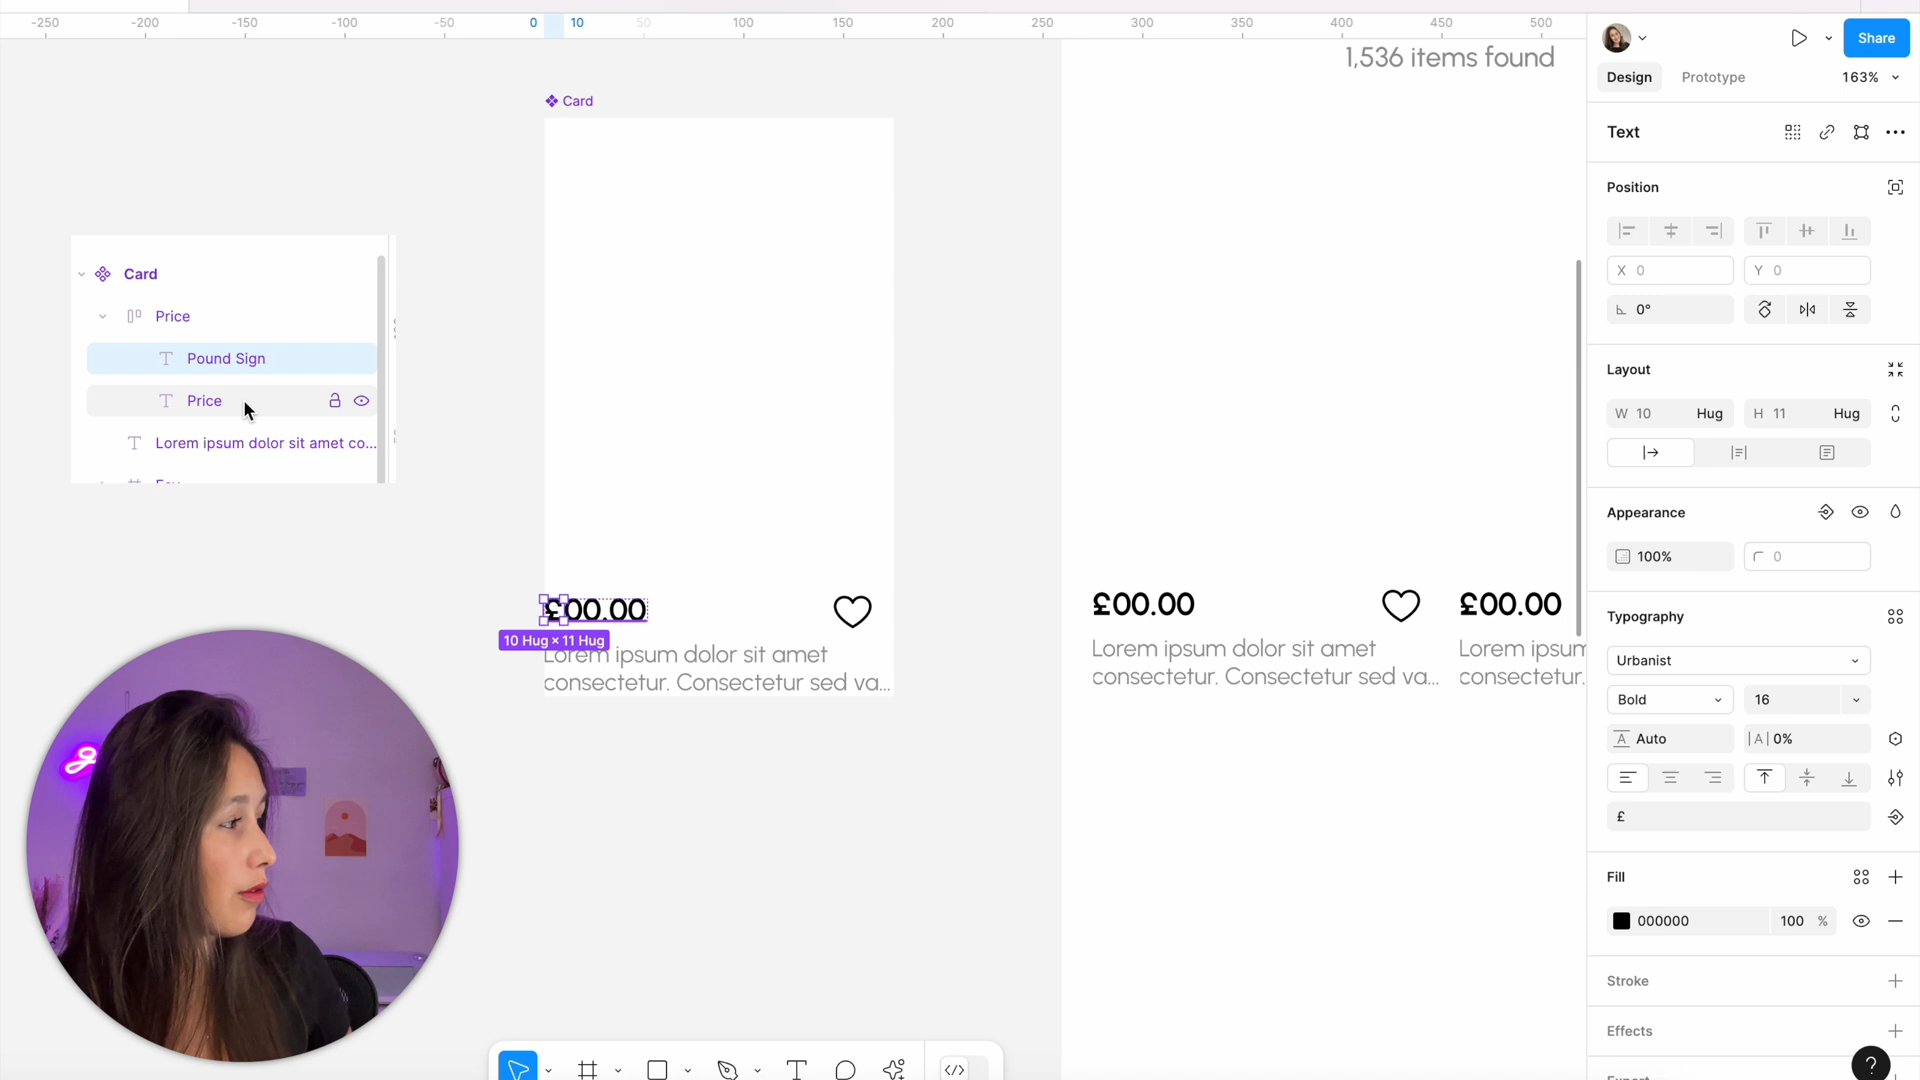 -250
-200
-150
-100
-50
0
10
50
100
150
200
250
300
350
400
450
500
Share
1,536 items found
Design
Prototype
163%
Card
Text
Position
X 0
Y 0
0°
Card
Price
Pound Sign
Price
Lorem ipsum dolor sit amet co...
Layout
W 10 Hug
H 11 Hug
Appearance
100%
0
£00.00
10 Hug × 11 Hug
Lorem ipsum dolor sit amet
consectetur. Consectetur sed va...
£00.00
Lorem ipsum dolor sit amet
consectetur. Consectetur sed va...
£00.00
Lorem ipsum
consectetur.
Typography
Urbanist
Bold
16
Auto
|A| 0%
£
Fill
000000
100 %
Stroke
Effects
?